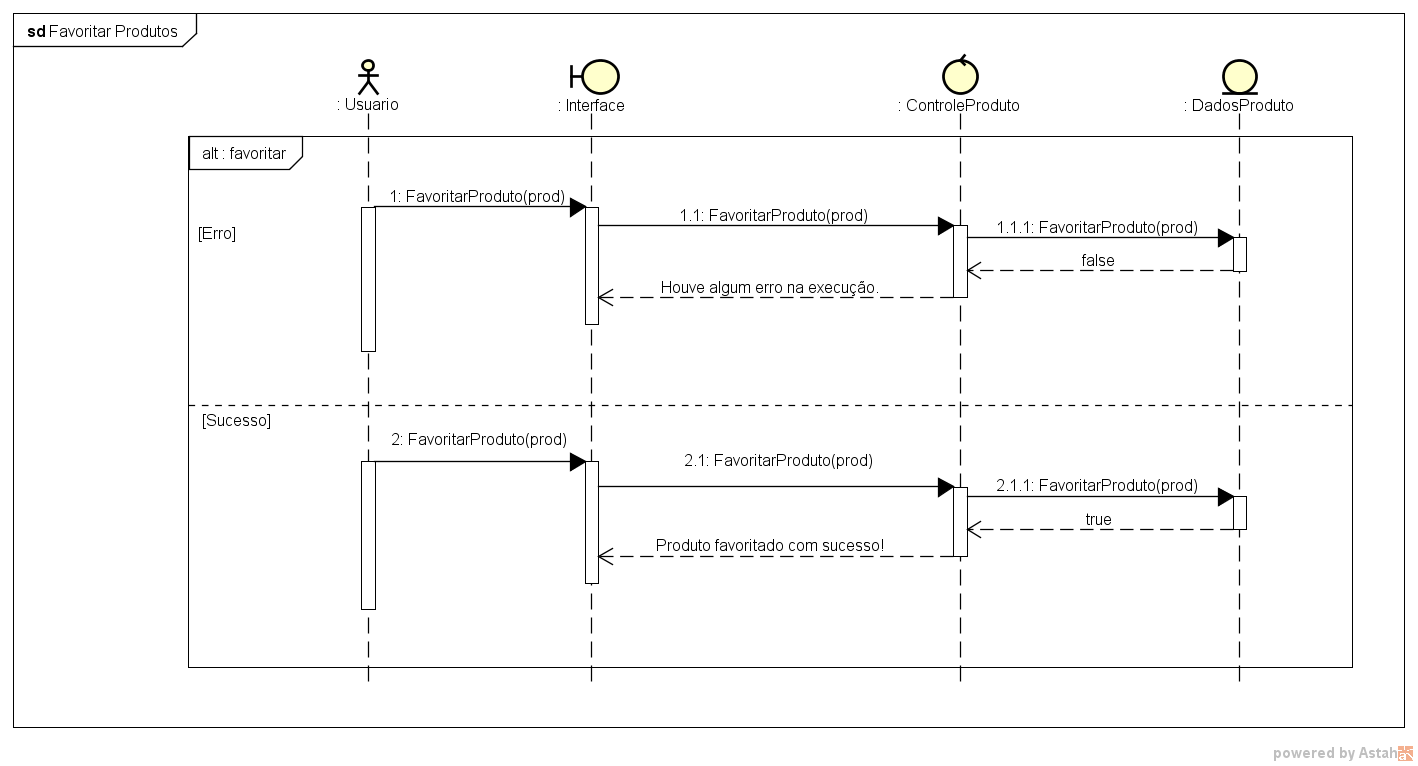 sd Favoritar Produtos
: Usuario
: Interface
: ControleProduto
: DadosProduto
alt : favoritar
1: FavoritarProduto(prod)
1.1: FavoritarProduto(prod)
1.1.1: FavoritarProduto(prod)
[Erro]
false
Houve algum erro na execução.
[Sucesso]
2: FavoritarProduto(prod)
2.1: FavoritarProduto(prod)
2.1.1: FavoritarProduto(prod)
true
Produto favoritado com sucesso!
powered by Astah